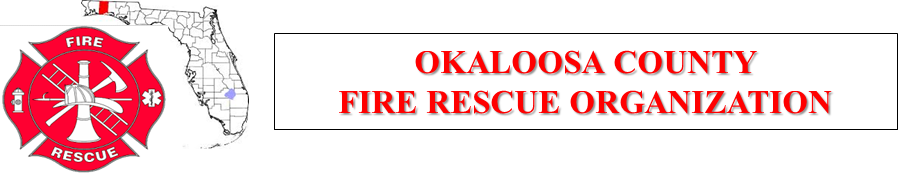 FIRE
RESCUE
OKALOOSA COUNTY
FIRE RESCUE ORGANIZATION